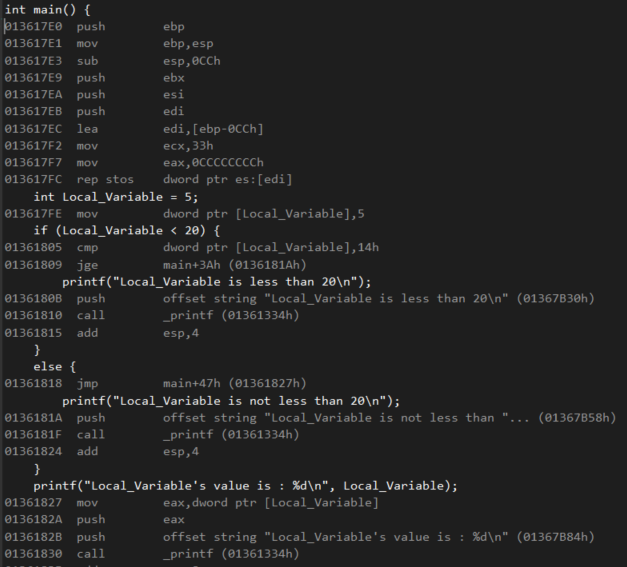 int main() {
013617E0 push ebp
013617E1 mov ebp,esp
013617E3 sub esp,0CCh
013617E9 push ebx
013617EA push esi
013617EB push edi
013617EC lea edi,[ebp-0CCh]
013617F2 mov ecx,33h
013617F7 mov eax,0CCCCCCCCh
013617FC rep stos dword ptr es:[edi]
int Local_Variable = 5;
013617FE mov dword ptr [Local_Variable],5
if (Local_Variable < 20) {
01361805 cmp dword ptr [Local_Variable],14h
01361809 jge main+3Ah (0136181Ah)
printf("Local_Variable is less than 20\n");
0136180B push offset string "Local_Variable is less than 20\n" (01367B30h)
01361810 call _printf (01361334h)
01361815 add esp,4
}
else {
01361818 jmp main+47h (01361827h)
printf("Local_Variable is not less than 20\n");
0136181A push offset string "Local_Variable is not less than "... (01367B58h)
0136181F call _printf (01361334h)
01361824 add esp,4
}
printf("Local_Variable's value is : %d\n", Local_Variable);
01361827 mov eax,dword ptr [Local_Variable]
0136182A push eax
0136182B push offset string "Local_Variable's value is : %d\n" (01367B84h)
01361830 call _printf (01361334h)